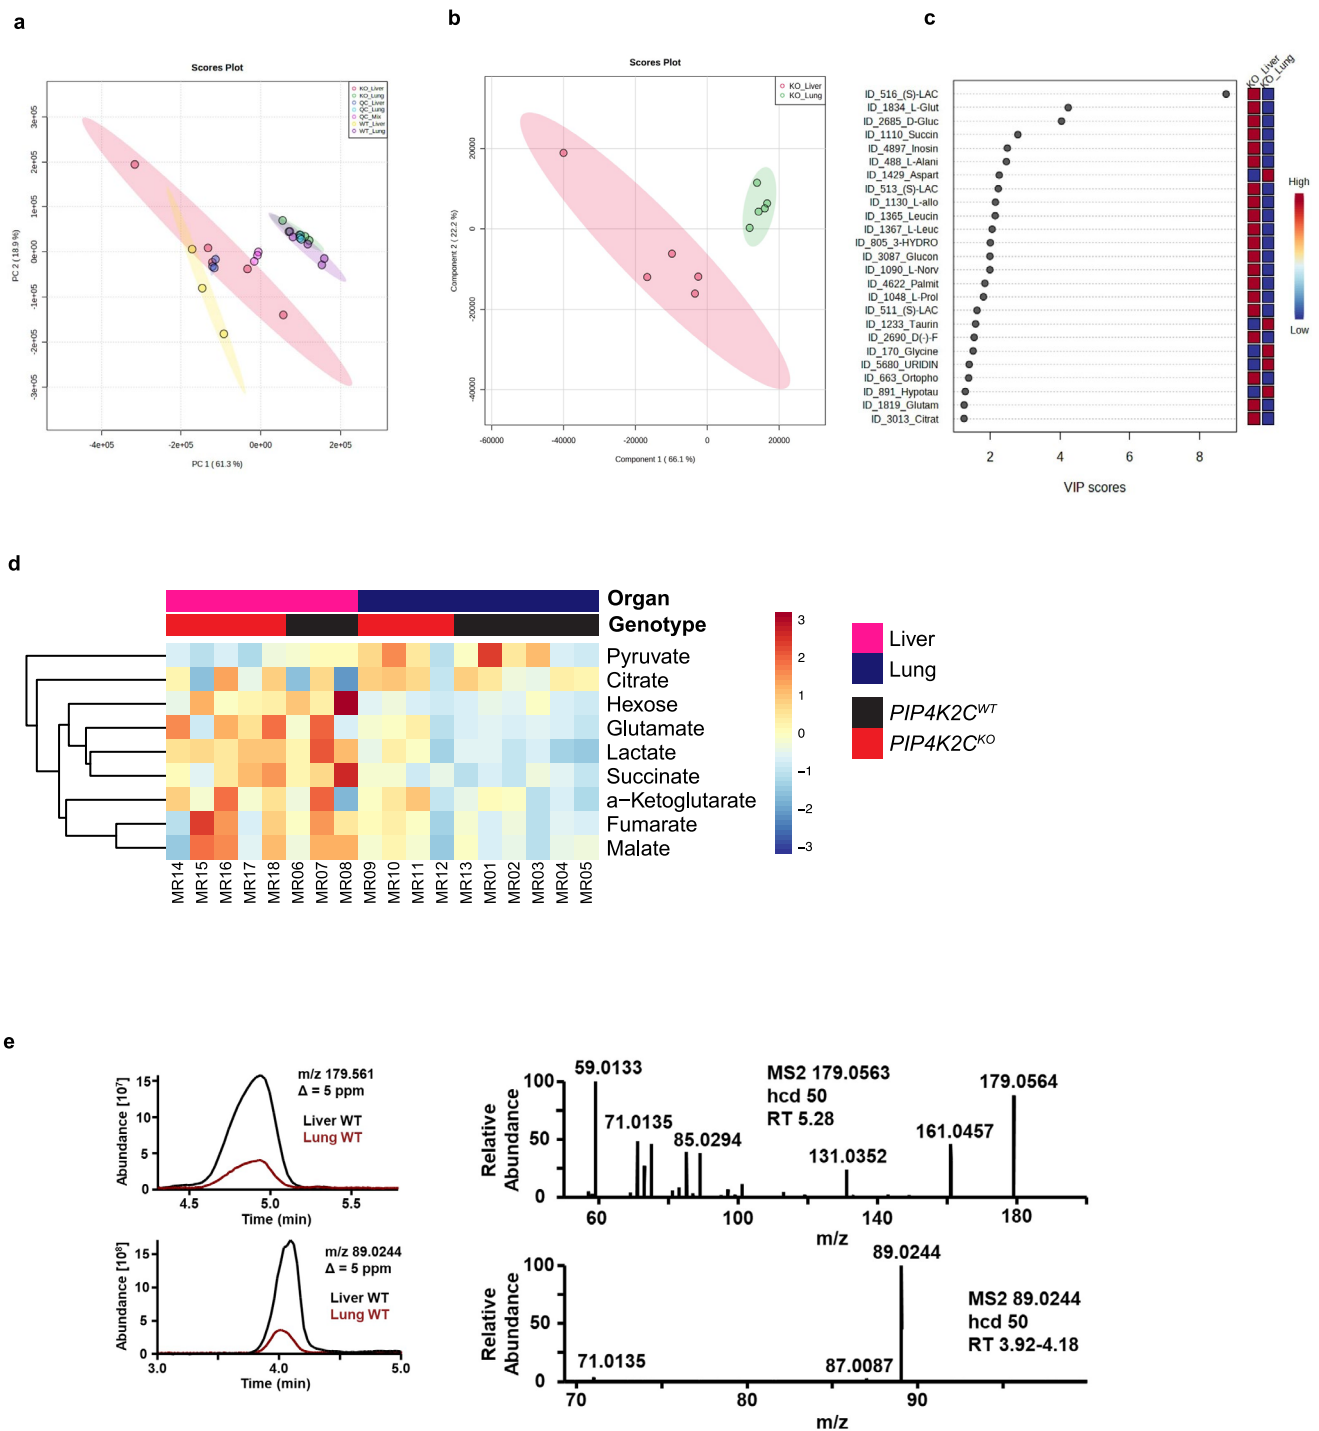 a
Scores Plot
KO_Liver
KO_Lung
QC_Liver
QC_Lung
QC_Mix
WT_Liver
WT_Lung
3e+05
2e+05
1e+05
0e+00
-1e+05
-2e+05
-3e+05
PC 2 ( 18.9 %)
-4e+05 -2e+05 0e+00 2e+05
PC 1 ( 61.3 %)
b
Scores Plot
KO_Liver
KO_Lung
20000
0
-20000
-40000
Component 2 ( 22.2 %)
-60000 -40000 -20000 0 20000
Component 1 ( 66.1 %)
c
KO_Liver
KO_Lung
ID_516_(S)-LAC
ID_1834_L-Glut
ID_2685_D-Gluc
ID_1110_Succin
ID_4897_Inosin
ID_488_L-Alani
ID_1429_Aspart
ID_513_(S)-LAC
ID_1130_L-allo
ID_1365_Leucin
ID_1367_L-Leuc
ID_805_3-HYDRO
ID_3087_Glucon
ID_1090_L-Norv
ID_4622_Palmit
ID_1048_L-Prol
ID_511_(S)-LAC
ID_1233_Taurin
ID_2690_D(-)-F
ID_170_Glycine
ID_5680_URIDIN
ID_663_Ortopho
ID_891_Hypotau
ID_1819_Glutam
ID_3013_Citrat
2 4 6 8
VIP scores
High
Low
d
Organ
Genotype
Pyruvate
Citrate
Hexose
Glutamate
Lactate
Succinate
a−Ketoglutarate
Fumarate
Malate
MR14 MR15 MR16 MR17 MR18 MR06 MR07 MR08 MR09 MR10 MR11 MR12 MR13 MR01 MR02 MR03 MR04 MR05
3
2
1
0
−1
−2
−3
Liver
Lung
PIP4K2CWT
PIP4K2CKO
e
Abundance [10⁷]
15
10
5
0
4.5 5.0 5.5
Time (min)
m/z 179.561
Δ = 5 ppm
Liver WT
Lung WT
Relative
Abundance
100
50
0
59.0133
71.0135
85.0294
131.0352
161.0457
179.0564
MS2 179.0563
hcd 50
RT 5.28
60 100 140 180
m/z
Abundance [10⁸]
15
10
5
0
3.0 4.0 5.0
Time (min)
m/z 89.0244
Δ = 5 ppm
Liver WT
Lung WT
Relative
Abundance
100
50
0
71.0135
87.0087
89.0244
MS2 89.0244
hcd 50
RT 3.92-4.18
70 80 90
m/z